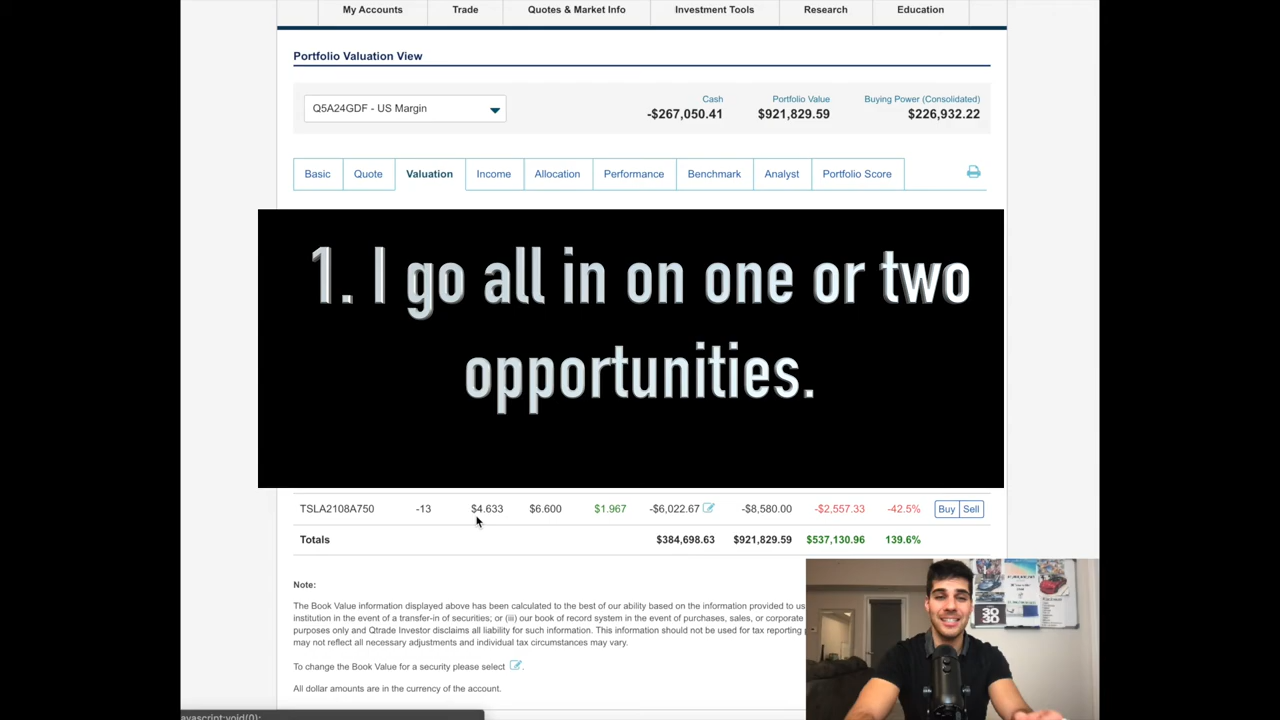 My Accounts Trade Quotes & Market Info Investment Tools Research Education
Portfolio Valuation View
Q5A24GDF - US Margin
Cash Portfolio Value Buying Power (Consolidated)
-$267,050.41 $921,829.59 $226,932.22
Basic Quote Valuation Income Allocation Performance Benchmark Analyst Portfolio Score
1. I go all in on one or two
opportunities.
TSLA2108A750 -13 $4.633 $6.600 $1.967 -$6,022.67 -$8,580.00 -$2,557.33 -42.5% Buy Sell
Totals $384,698.63 $921,829.59 $537,130.96 139.6%
Note:
The Book Value information displayed above has been calculated to the best of our ability based on the information provided to us
institution in the event of a transfer-in of securities; or (iii) our book of record system in the event of purchases, sales, or corporate
purposes only and Qtrade Investor disclaims all liability for such information. This information should not be used for tax reporting
may not reflect all necessary adjustments and individual tax circumstances may vary.
To change the Book Value for a security please select .
All dollar amounts are in the currency of the account.
avascript:void(0);
30
30